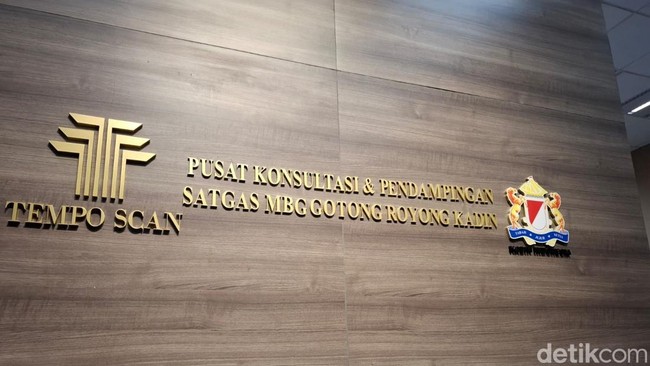 TEMPO SCAN
PUSAT KONSULTASI & PENDAMPINGAN
SATGAS MBG GOTONG ROYONG KADIN
detikcom